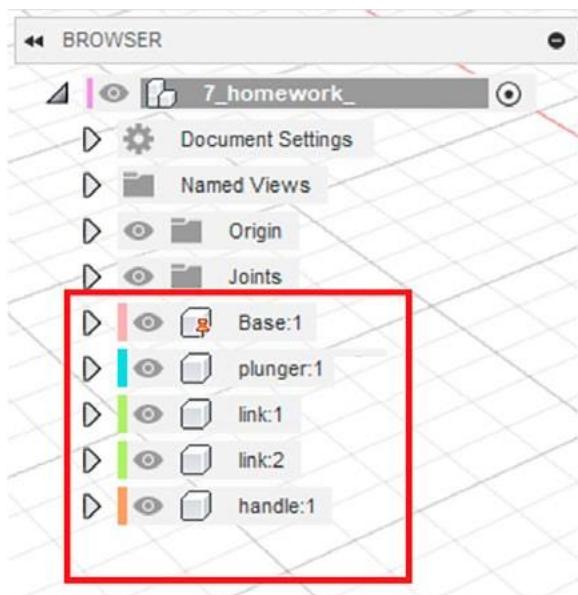 BROWSER
7_homework_
Document Settings
Named Views
Origin
Joints
Base:1
plunger:1
link:1
link:2
handle:1